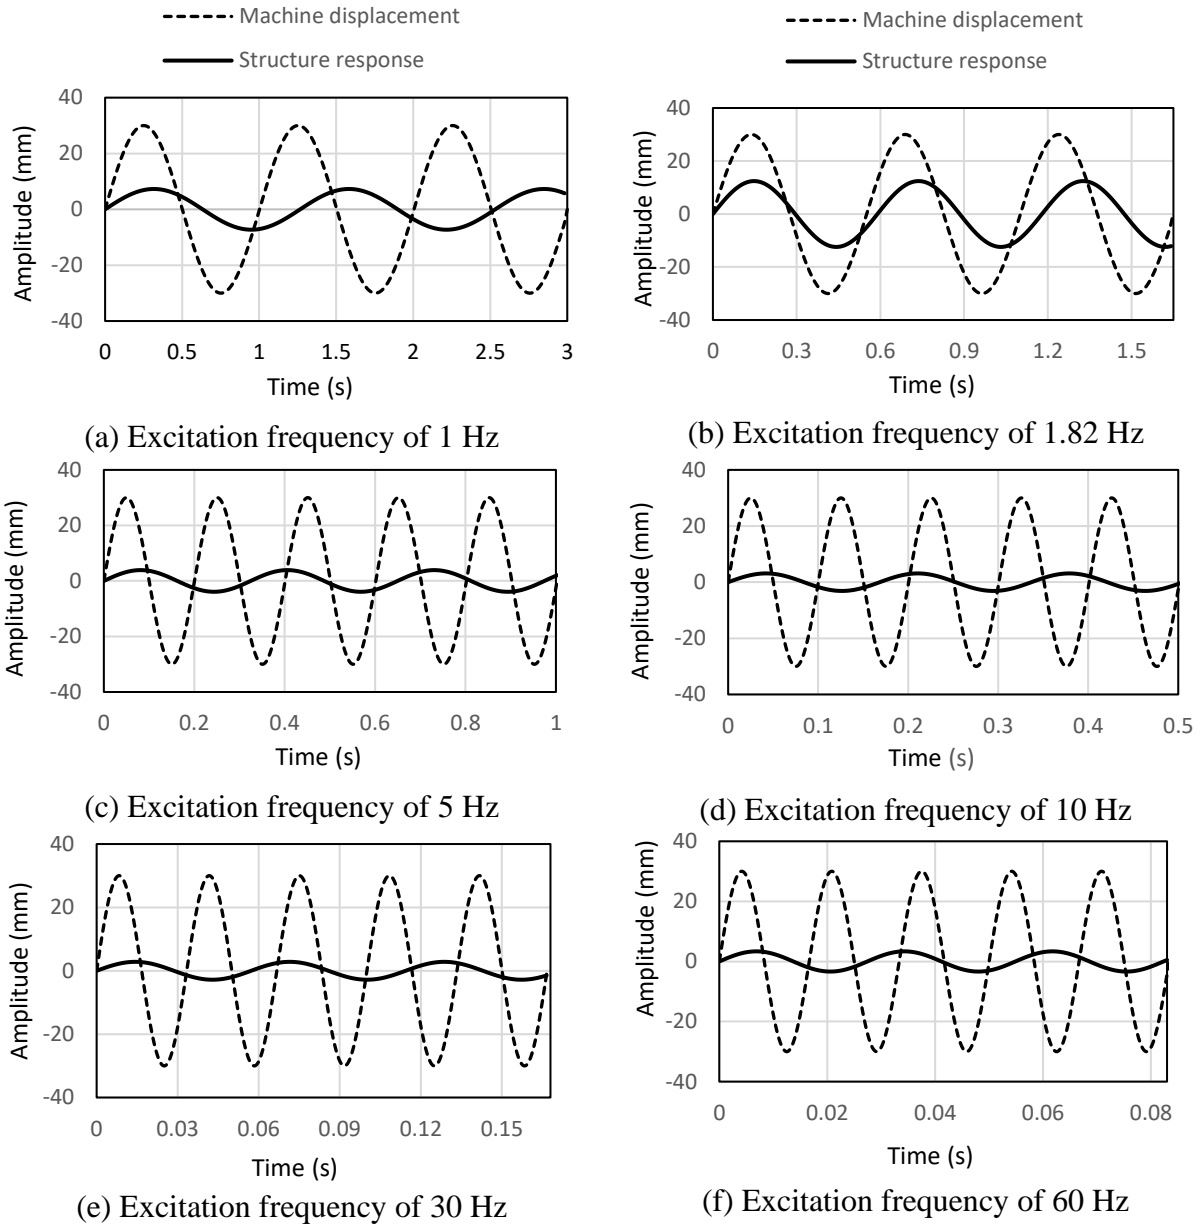 Machine displacement
Structure response
40
20
0
-20
-40
Amplitude (mm)
0 0.5 1 1.5 2 2.5 3
Time (s)
(a) Excitation frequency of 1 Hz
Machine displacement
Structure response
40
20
0
-20
-40
Amplitude (mm)
0 0.3 0.6 0.9 1.2 1.5
Time (s)
(b) Excitation frequency of 1.82 Hz
40
20
0
-20
-40
Amplitude (mm)
0 0.2 0.4 0.6 0.8 1
Time (s)
(c) Excitation frequency of 5 Hz
40
20
0
-20
-40
Amplitude (mm)
0 0.1 0.2 0.3 0.4 0.5
Time (s)
(d) Excitation frequency of 10 Hz
40
20
0
-20
-40
Amplitude (mm)
0 0.03 0.06 0.09 0.12 0.15
Time (s)
(e) Excitation frequency of 30 Hz
40
20
0
-20
-40
Amplitude (mm)
0 0.02 0.04 0.06 0.08
Time (s)
(f) Excitation frequency of 60 Hz